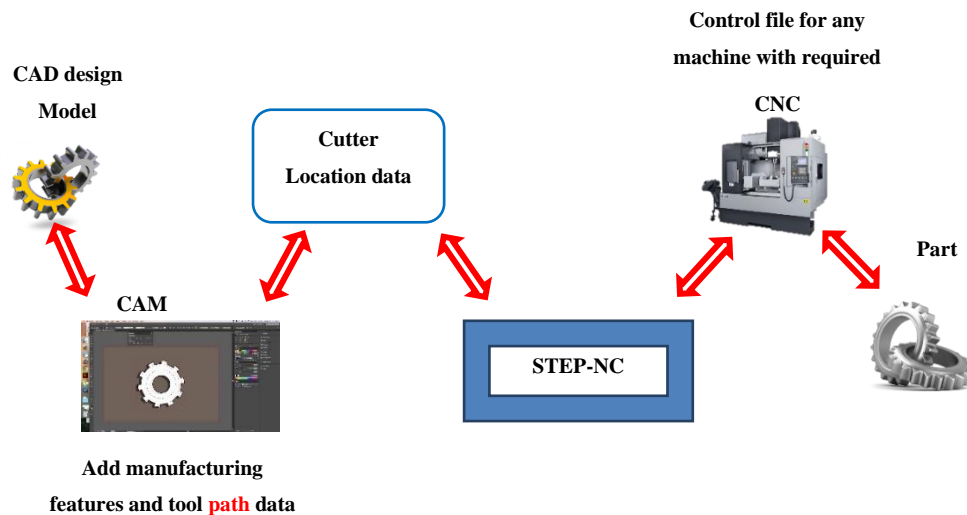 CAD design
Model
Cutter
Location data
Control file for any
machine with required
CNC
Part
CAM
STEP-NC
Add manufacturing
features and tool path data